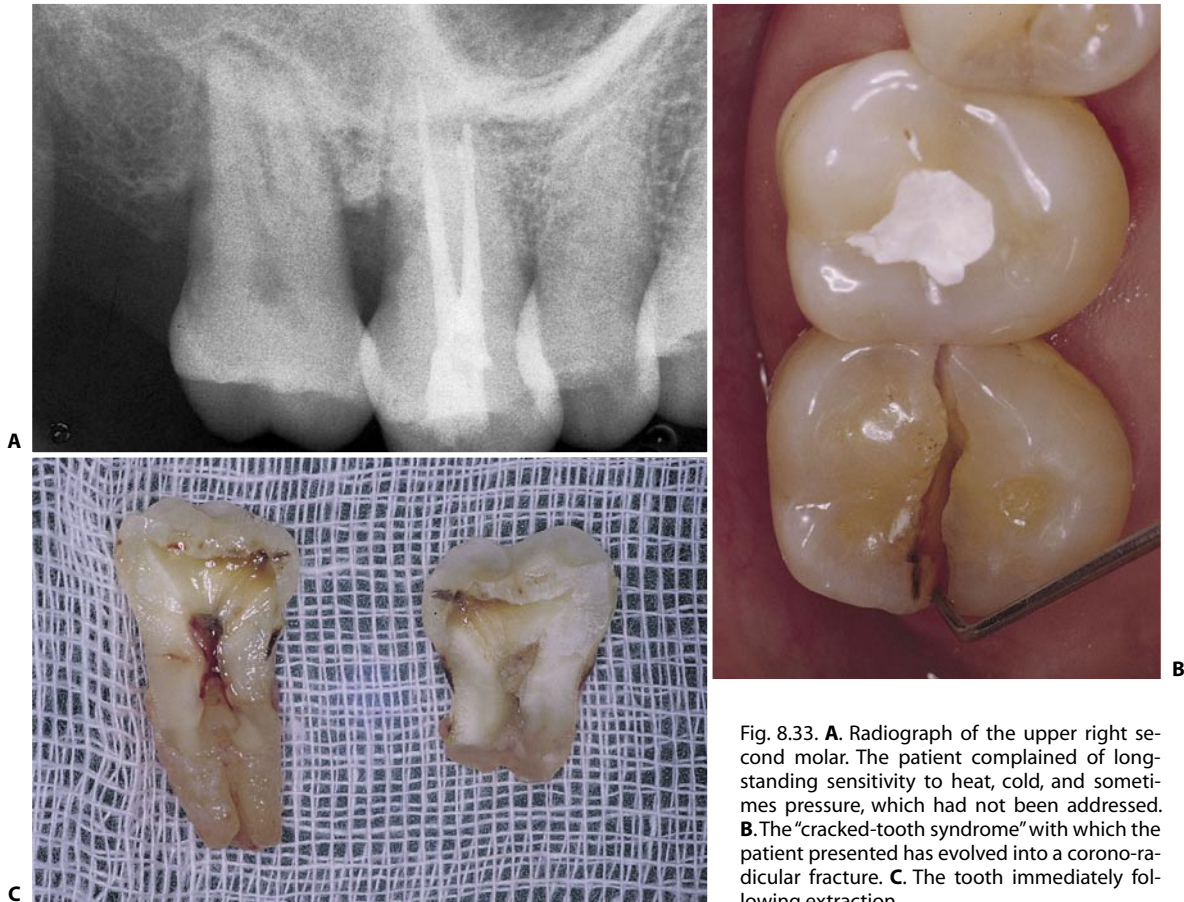 A
B
C
Fig. 8.33. A. Radiograph of the upper right se-
cond molar. The patient complained of long-
standing sensitivity to heat, cold, and someti-
mes pressure, which had not been addressed.
B. The “cracked-tooth syndrome” with which the
patient presented has evolved into a corono-ra-
dicular fracture. C. The tooth immediately fol-
lowing extraction.